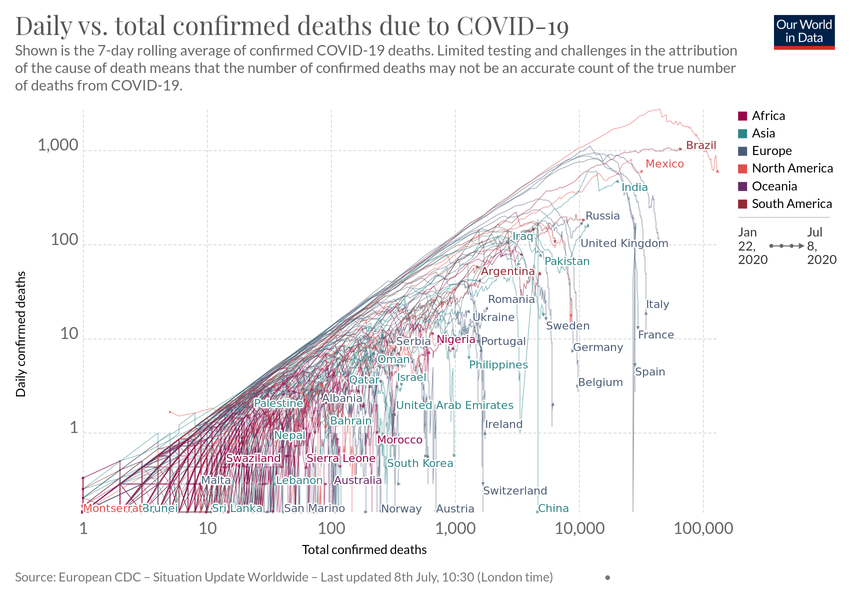 Daily vs. total confirmed deaths due to COVID-19
Our World
in Data
Shown is the 7-day rolling average of confirmed COVID-19 deaths. Limited testing and challenges in the attribution
of the cause of death means that the number of confirmed deaths may not be an accurate count of the true number
of deaths from COVID-19.
Africa
Asia
Europe
North America
Oceania
South America
Jan
22,
2020
Jul
8,
2020
Daily confirmed deaths
1,000
100
10
1
Brazil
Mexico
India
Russia
Iraq
United Kingdom
Pakistan
Argentina
Romania
Italy
Ukraine
Sweden
France
Serbia
Nigeria
Portugal
Germany
Oman
Philippines
Spain
Qatar
Israel
Belgium
Palestine
Albania
United Arab Emirates
Bahrain
Ireland
Nepal
Morocco
Swaziland
Sierra Leone
South Korea
Malta
Lebanon
Australia
Switzerland
Montserrat
Brunei
Sri Lanka
San Marino
Norway
Austria
China
1
10
100
1,000
10,000
100,000
Total confirmed deaths
Source: European CDC – Situation Update Worldwide – Last updated 8th July, 10:30 (London time)